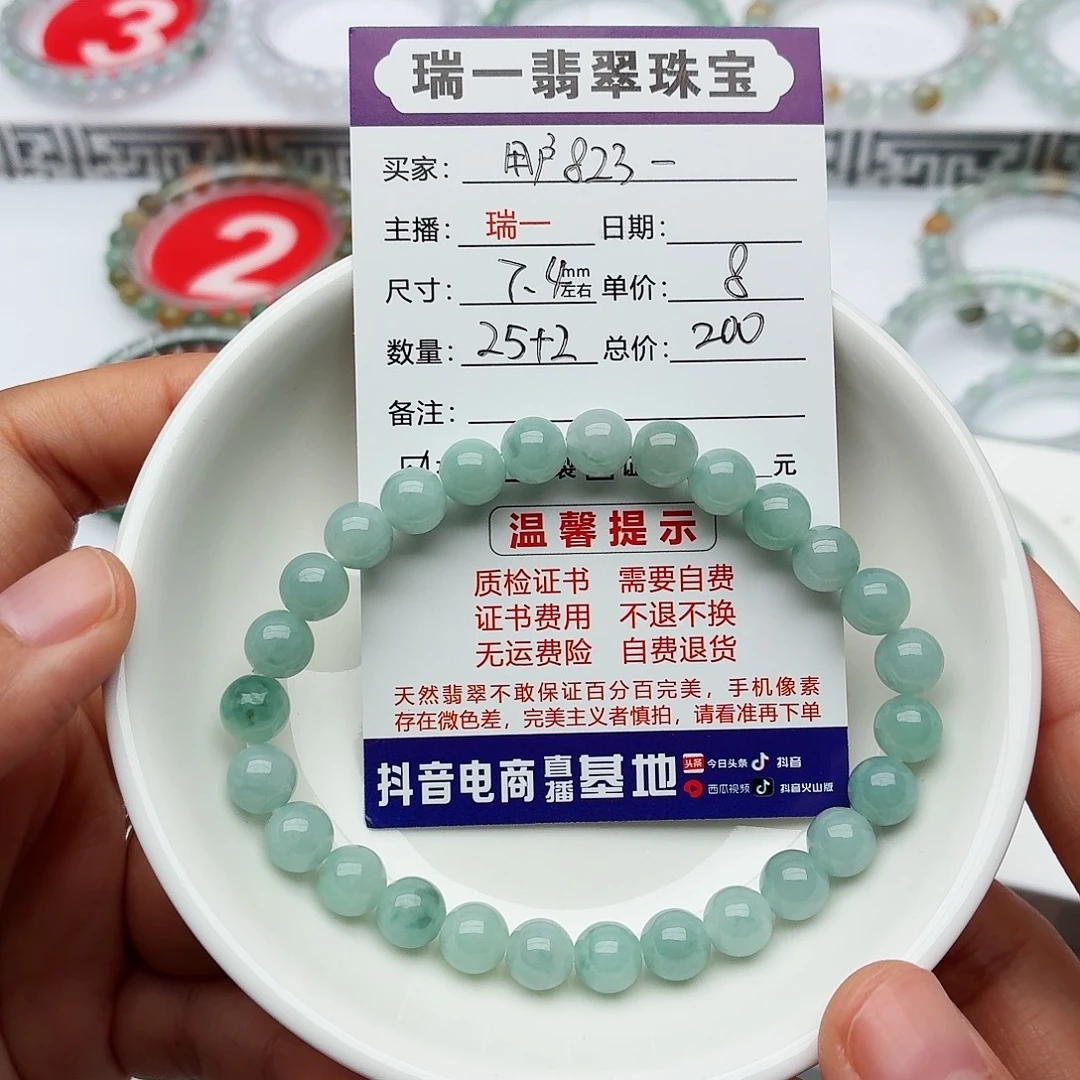 3
2
瑞一翡翠珠宝
买家: 用户823一
主播: 瑞一 日期:
尺寸: 7.4mm左右 单价: 8
数量: 25+2 总价: 200
备注:
元
温馨提示
质检证书 需要自费
证书费用 不退不换
无运费险 自费退货
天然翡翠不敢保证百分百完美，手机像素
存在微色差，完美主义者慎拍，请看准再下单
抖音电商直播基地
头条 今日头条 抖音
西瓜视频 抖音火山版